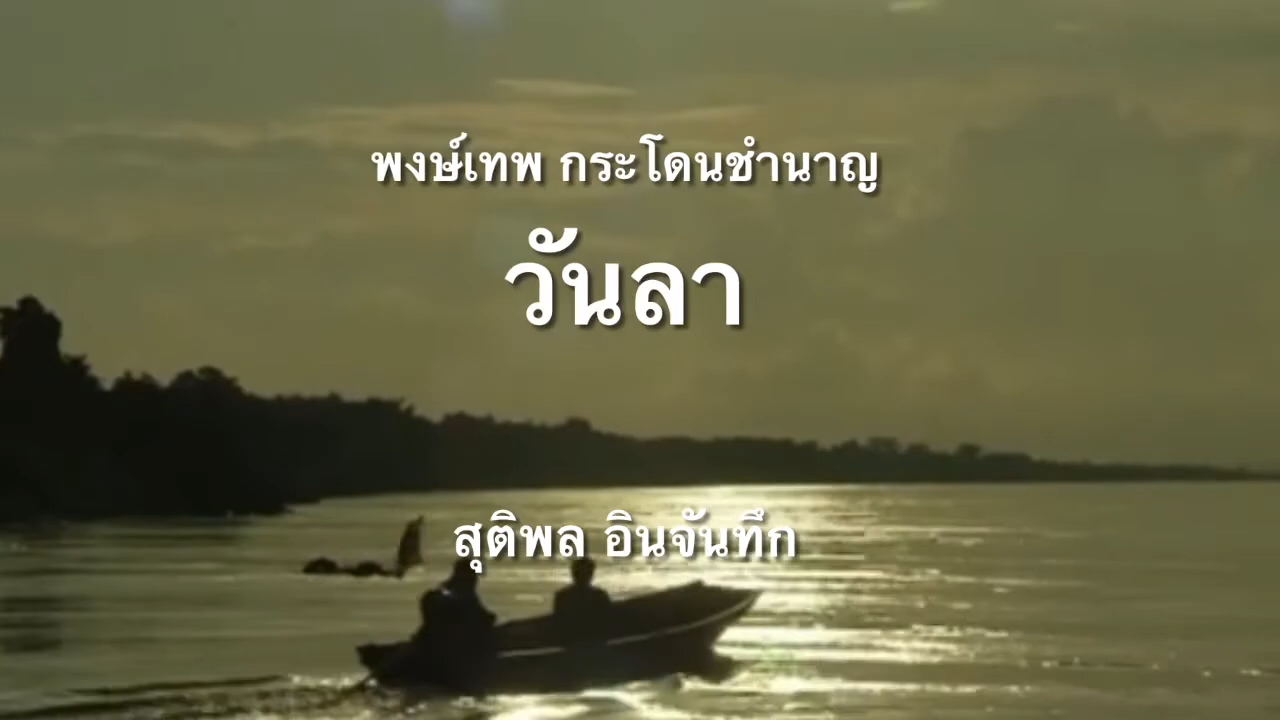 พงษ์เทพ กระโดนชำนาญ
วันลา
สุติพล อินจันทึก